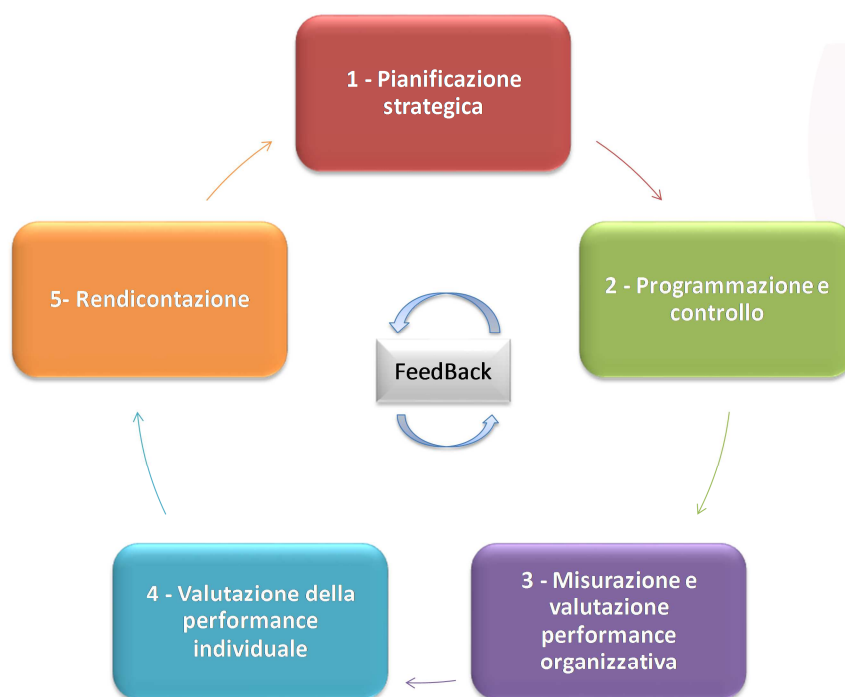 1 - Pianificazione
strategica
2 - Programmazione e
controllo
3 - Misurazione e
valutazione
performance
organizzativa
4 - Valutazione della
performance
individuale
5- Rendicontazione
FeedBack